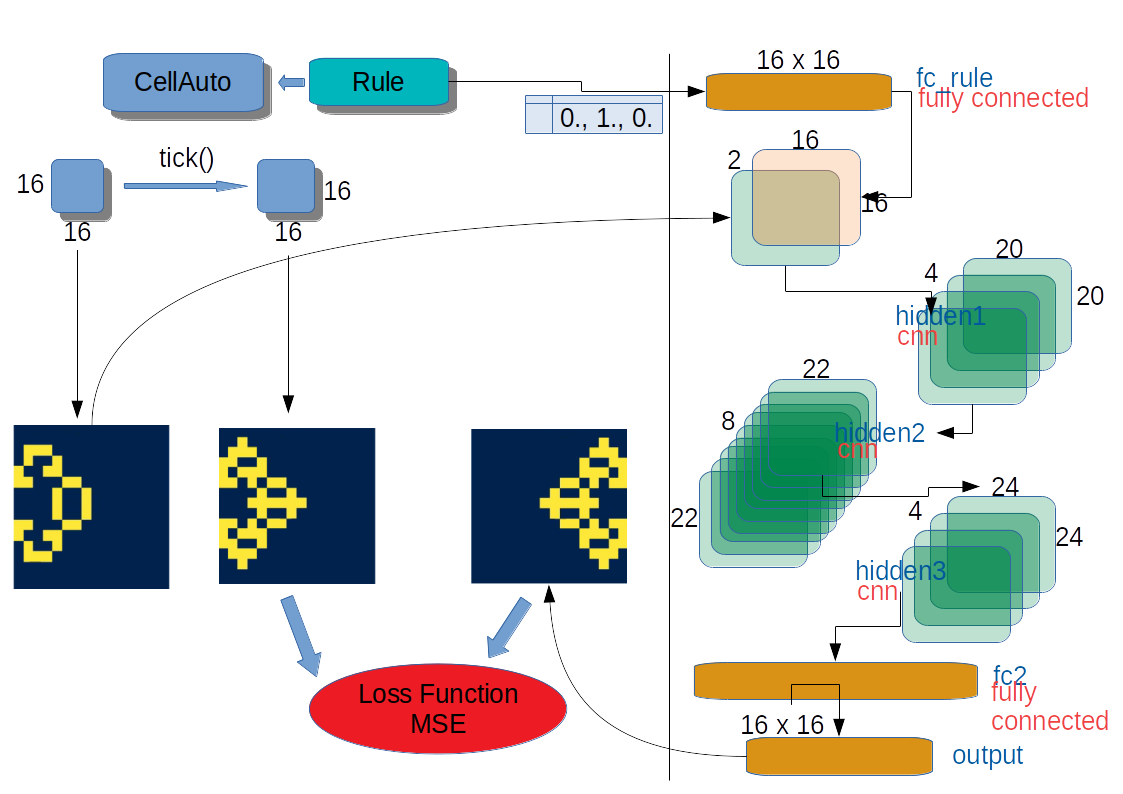 CellAuto
Rule
0., 1., 0.
tick()
16
16
16
16
16 x 16
fc_rule
fully connected
2
16
16
4
20
20
hidden1
cnn
22
8
22
hidden2
cnn
24
4
24
hidden3
cnn
fc2
fully
connected
16 x 16
output
Loss Function
MSE